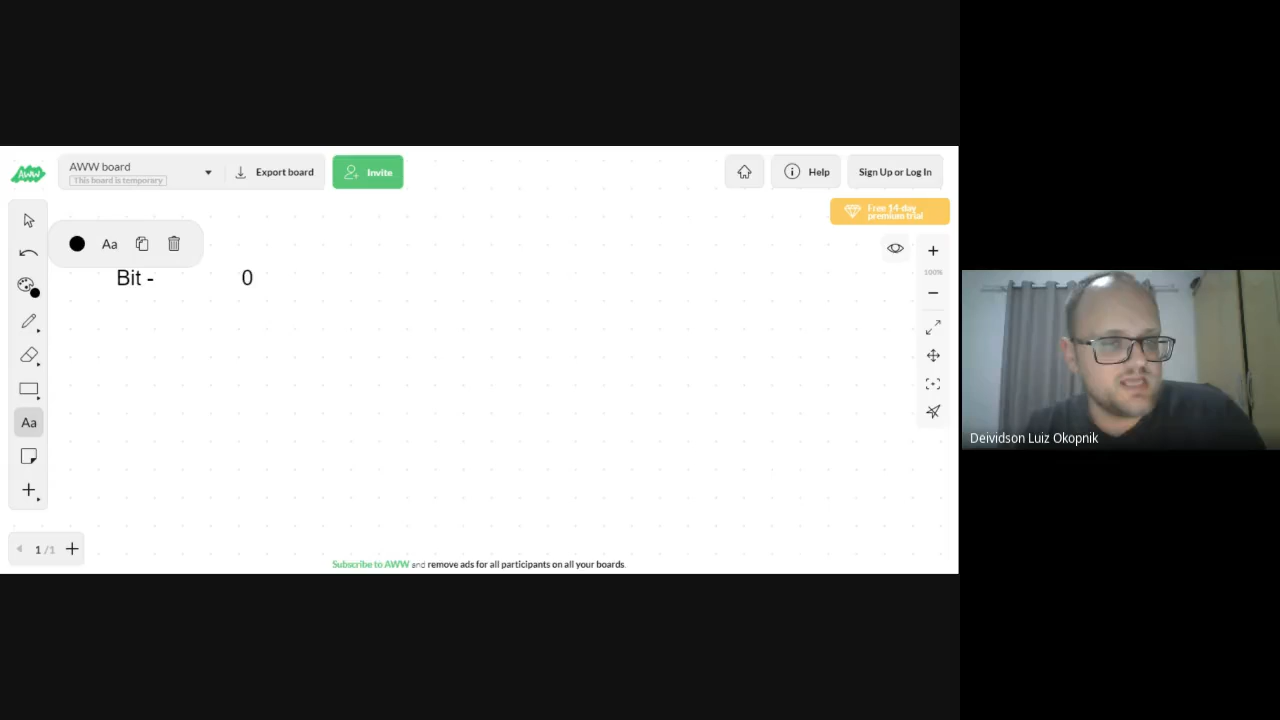 AWW
AWW board
This board is temporary
Export board
Invite
Help
Sign Up or Log In
Free 14-day
premium trial
Aa
Bit - 0
100%
Aa
1 /1
Subscribe to AWW and remove ads for all participants on all your boards.
Deividson Luiz Okopnik